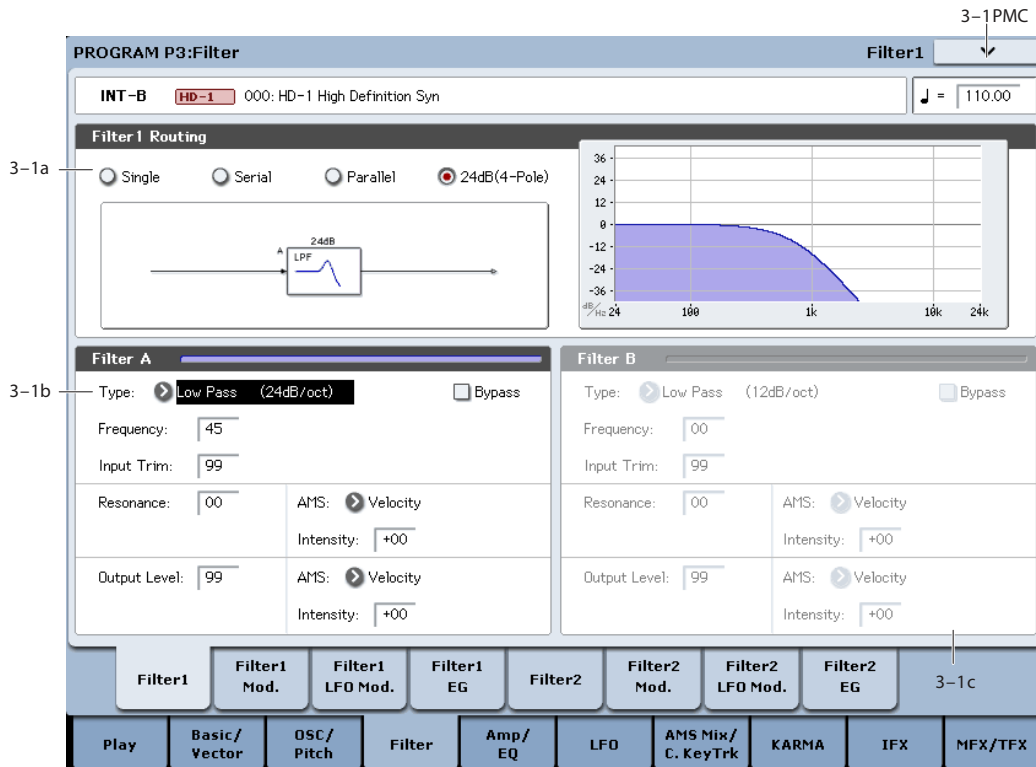 3-1PMC
PROGRAM P3:Filter
Filter1
INT-B HD-1 000: HD-1 High Definition Syn
♩ = 110.00
Filter1 Routing
3-1a
Single Serial Parallel 24dB(4-Pole)
24dB
A
LPF
36
24
12
0
-12
-24
-36
dB/Hz 24 100 1k 10k 24k
Filter A
Filter B
3-1b
Type: Low Pass (24dB/oct) Bypass
Frequency: 45
Input Trim: 99
Resonance: 00 AMS: Velocity
Intensity: +00
Output Level: 99 AMS: Velocity
Intensity: +00
Type: Low Pass (12dB/oct) Bypass
Frequency: 00
Input Trim: 99
Resonance: 00 AMS: Velocity
Intensity: +00
Output Level: 99 AMS: Velocity
Intensity: +00
3-1c
Filter1
Filter1
Mod.
Filter1
LFO Mod.
Filter1
EG
Filter2
Filter2
Mod.
Filter2
LFO Mod.
Filter2
EG
Play
Basic/
Vector
OSC/
Pitch
Filter
Amp/
EQ
LFO
AMS Mix/
C. KeyTrk
KARMA
IFX
MFX/TFX